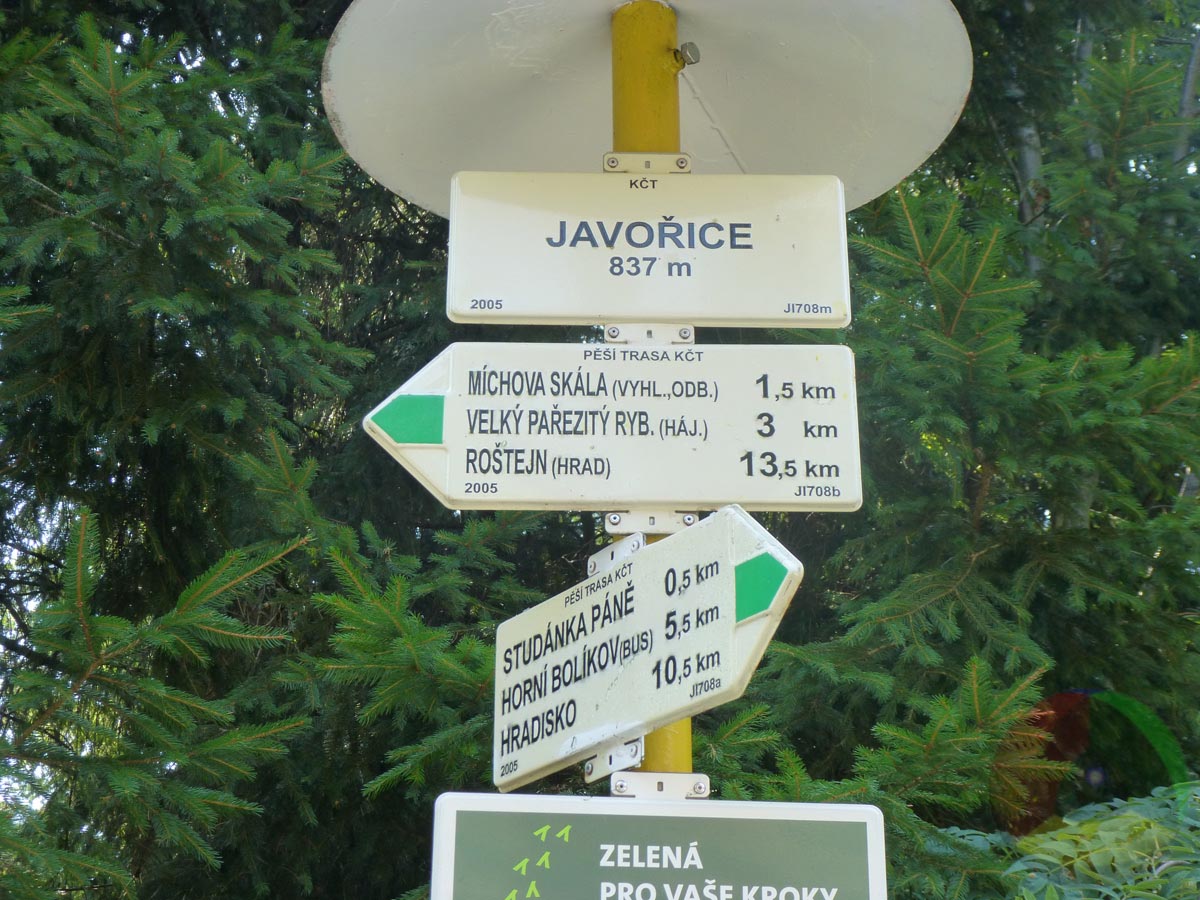 KČT
JAVOŘICE
837 m
2005 JI708m
PĚŠÍ TRASA KČT
MÍCHOVA SKÁLA (VYHL.,ODB.) 1,5 km
VELKÝ PAŘEZITÝ RYB. (HÁJ.) 3 km
ROŠTEJN (HRAD) 13,5 km
2005 JI708b
PĚŠÍ TRASA KČT
STUDÁNKA PÁNĚ 0,5 km
HORNÍ BOLÍKOV (BUS) 5,5 km
HRADISKO 10,5 km
2005 JI708a
ZELENÁ
PRO VAŠE KROKY